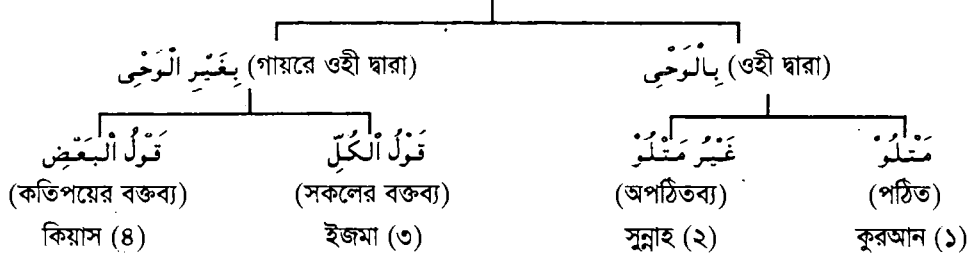 بِغَيْرِ الْوَحْيِ (গায়রে ওহী দ্বারা) بِالْوَحْيِ (ওহী দ্বারা)
قَوْلُ الْبَعْضِ قَوْلُ الْكُلِّ غَيْرُ مَتْلُوْ مَتْلُوْ
(কতিপয়ের বক্তব্য) (সকলের বক্তব্য) (অপঠিতব্য) (পঠিত)
কিয়াস (৪) ইজমা (৩) সুন্নাহ (২) কুরআন (১)